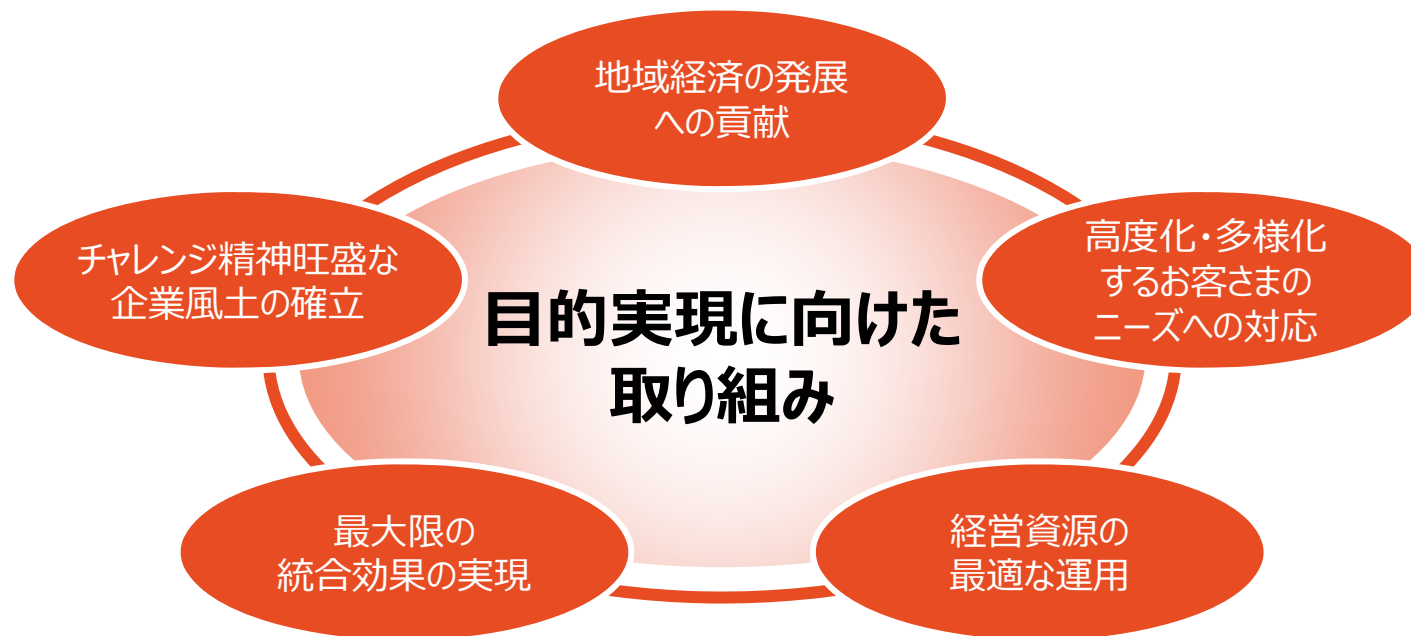 地域経済の発展
への貢献
高度化・多様化
するお客さまの
ニーズへの対応
経営資源の
最適な運用
最大限の
統合効果の実現
チャレンジ精神旺盛な
企業風土の確立
目的実現に向けた
取り組み